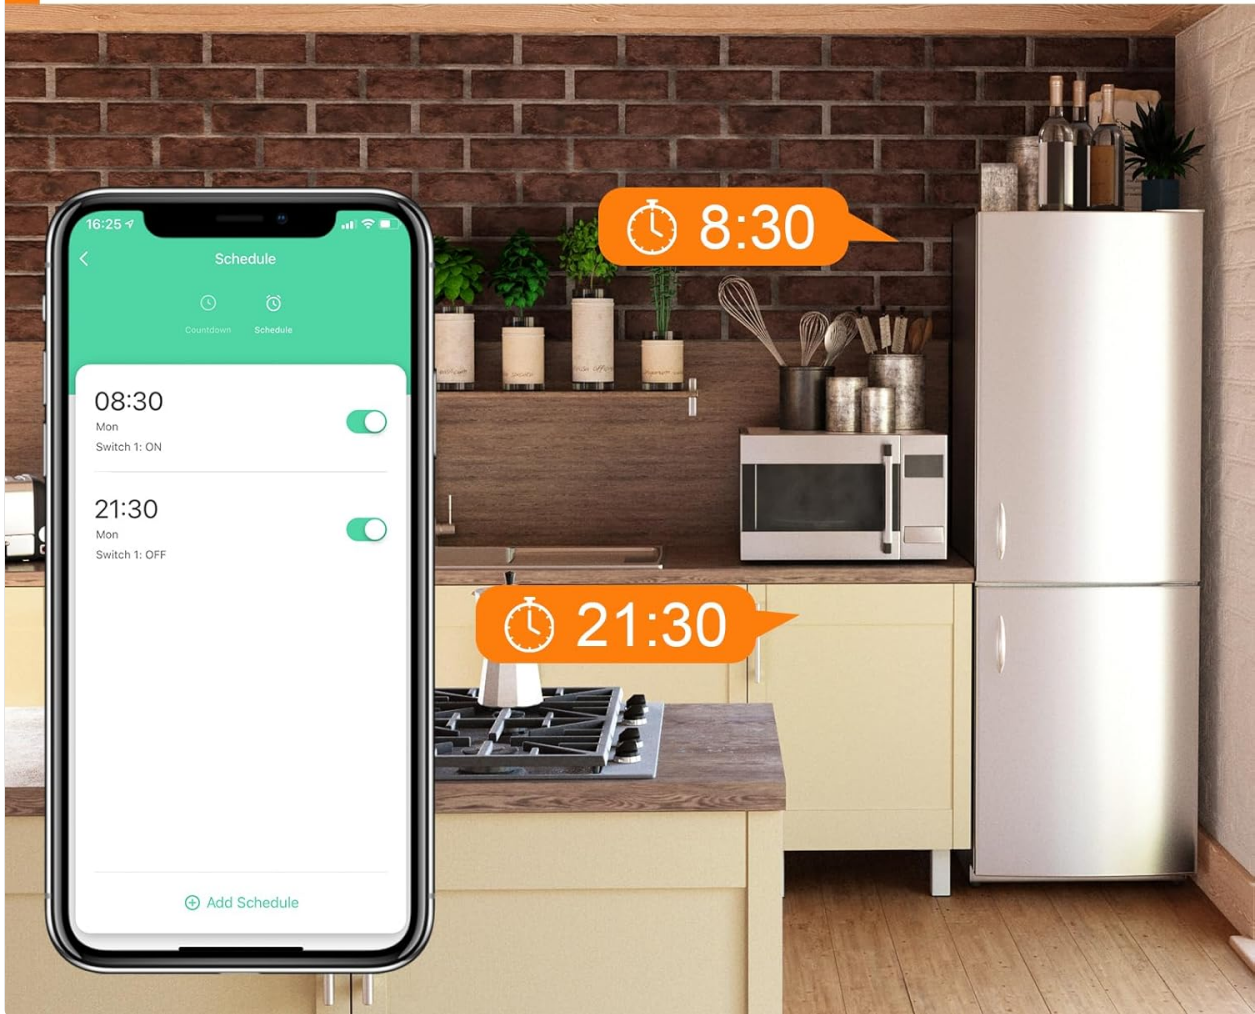 16:25
Schedule
Countdown
Schedule
08:30
Mon
Switch 1: ON
21:30
Mon
Switch 1: OFF
Add Schedule
8:30
21:30